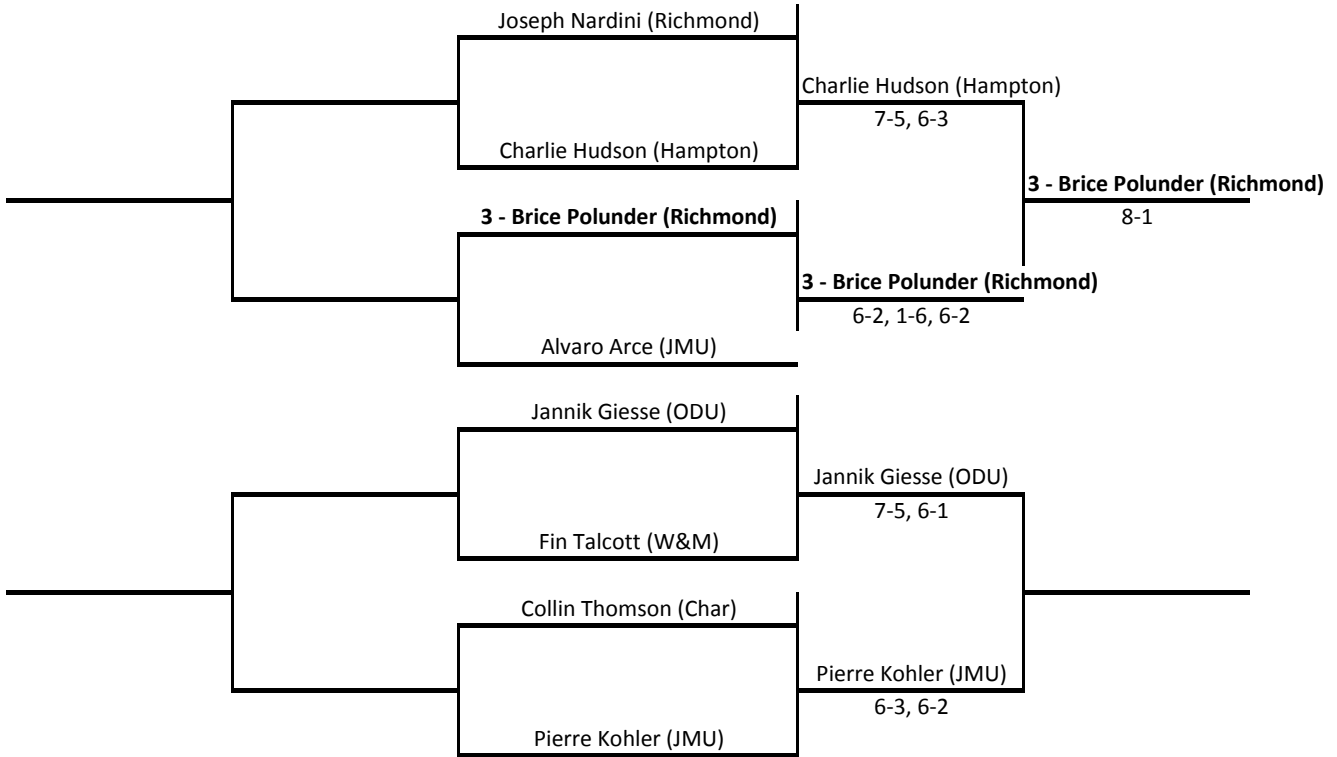 Joseph Nardini (Richmond)
Charlie Hudson (Hampton)
7-5, 6-3
Charlie Hudson (Hampton)
3 - Brice Polunder (Richmond)
8-1
3 - Brice Polunder (Richmond)
3 - Brice Polunder (Richmond)
6-2, 1-6, 6-2
Alvaro Arce (JMU)
Jannik Giesse (ODU)
Jannik Giesse (ODU)
7-5, 6-1
Fin Talcott (W&M)
Collin Thomson (Char)
Pierre Kohler (JMU)
6-3, 6-2
Pierre Kohler (JMU)